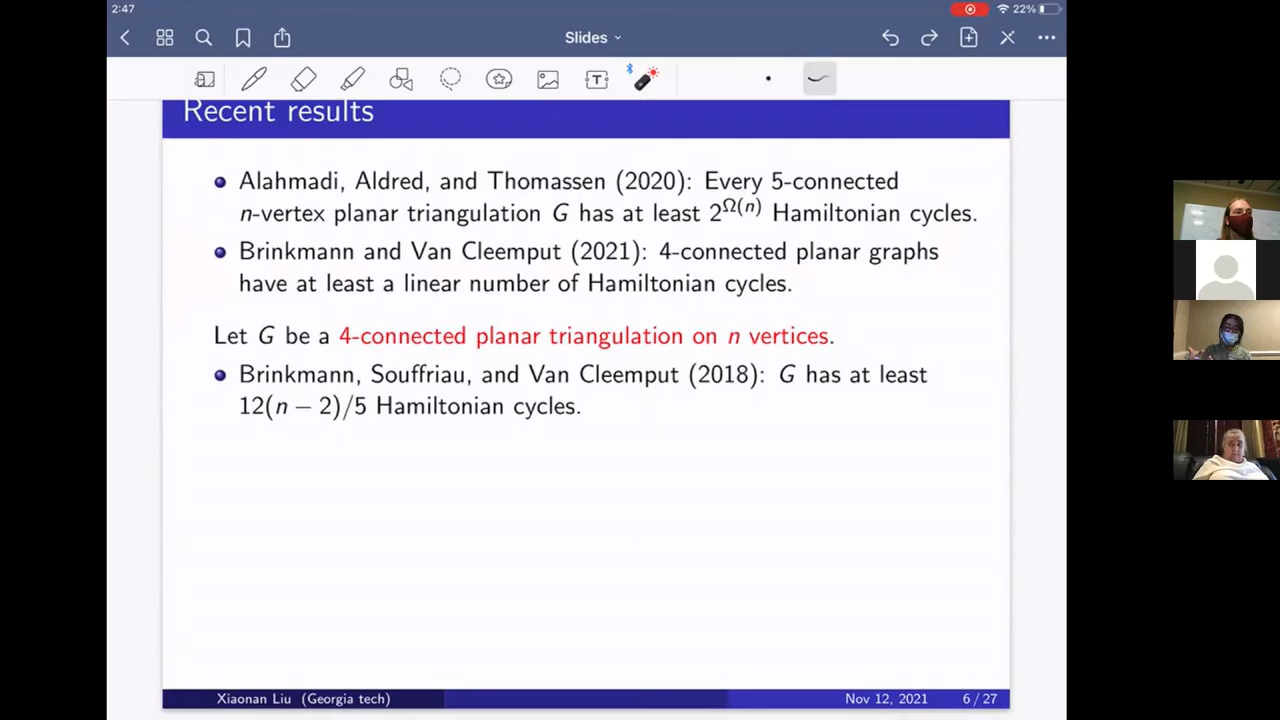 2:47
22%
Slides
T
Recent results
Alahmadi, Aldred, and Thomassen (2020): Every 5-connected
n-vertex planar triangulation G has at least 2^Ω(n) Hamiltonian cycles.
Brinkmann and Van Cleemput (2021): 4-connected planar graphs
have at least a linear number of Hamiltonian cycles.
Let G be a 4-connected planar triangulation on n vertices.
Brinkmann, Souffriau, and Van Cleemput (2018): G has at least
12(n − 2)/5 Hamiltonian cycles.
Xiaonan Liu (Georgia tech)
Nov 12, 2021
6 / 27